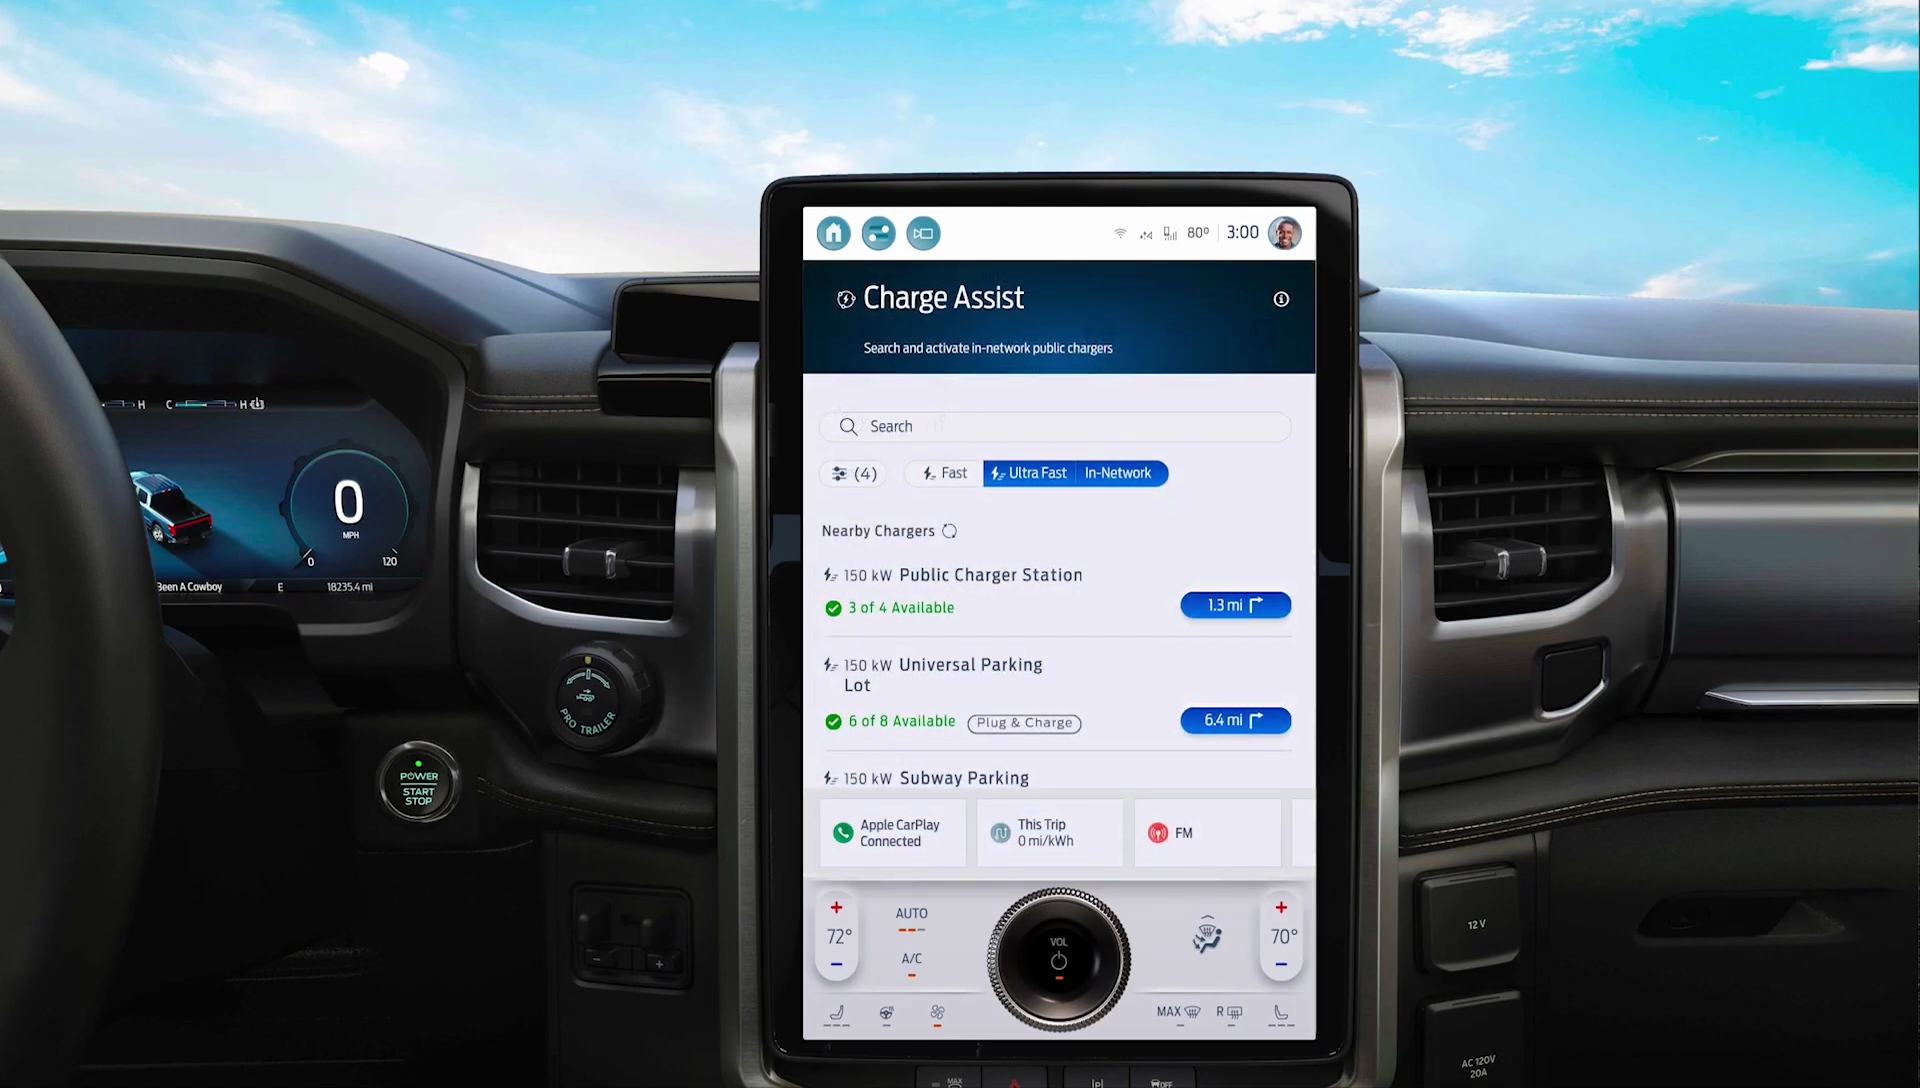 80°
3:00
Charge Assist
Search and activate in-network public chargers
Search
(4)
Fast
Ultra Fast
In-Network
Nearby Chargers
150 kW Public Charger Station
3 of 4 Available
1.3 mi
150 kW Universal Parking
Lot
6 of 8 Available
Plug & Charge
6.4 mi
150 kW Subway Parking
Apple CarPlay
Connected
This Trip
0 mi/kWh
FM
72°
AUTO
A/C
VOL
70°
MAX
R
H
C
H
0
MPH
0
120
Been A Cowboy
E
18235.4 mi
PRO TRAILER
POWER
START
STOP
12 V
AC 120V
20A
MAX
OFF